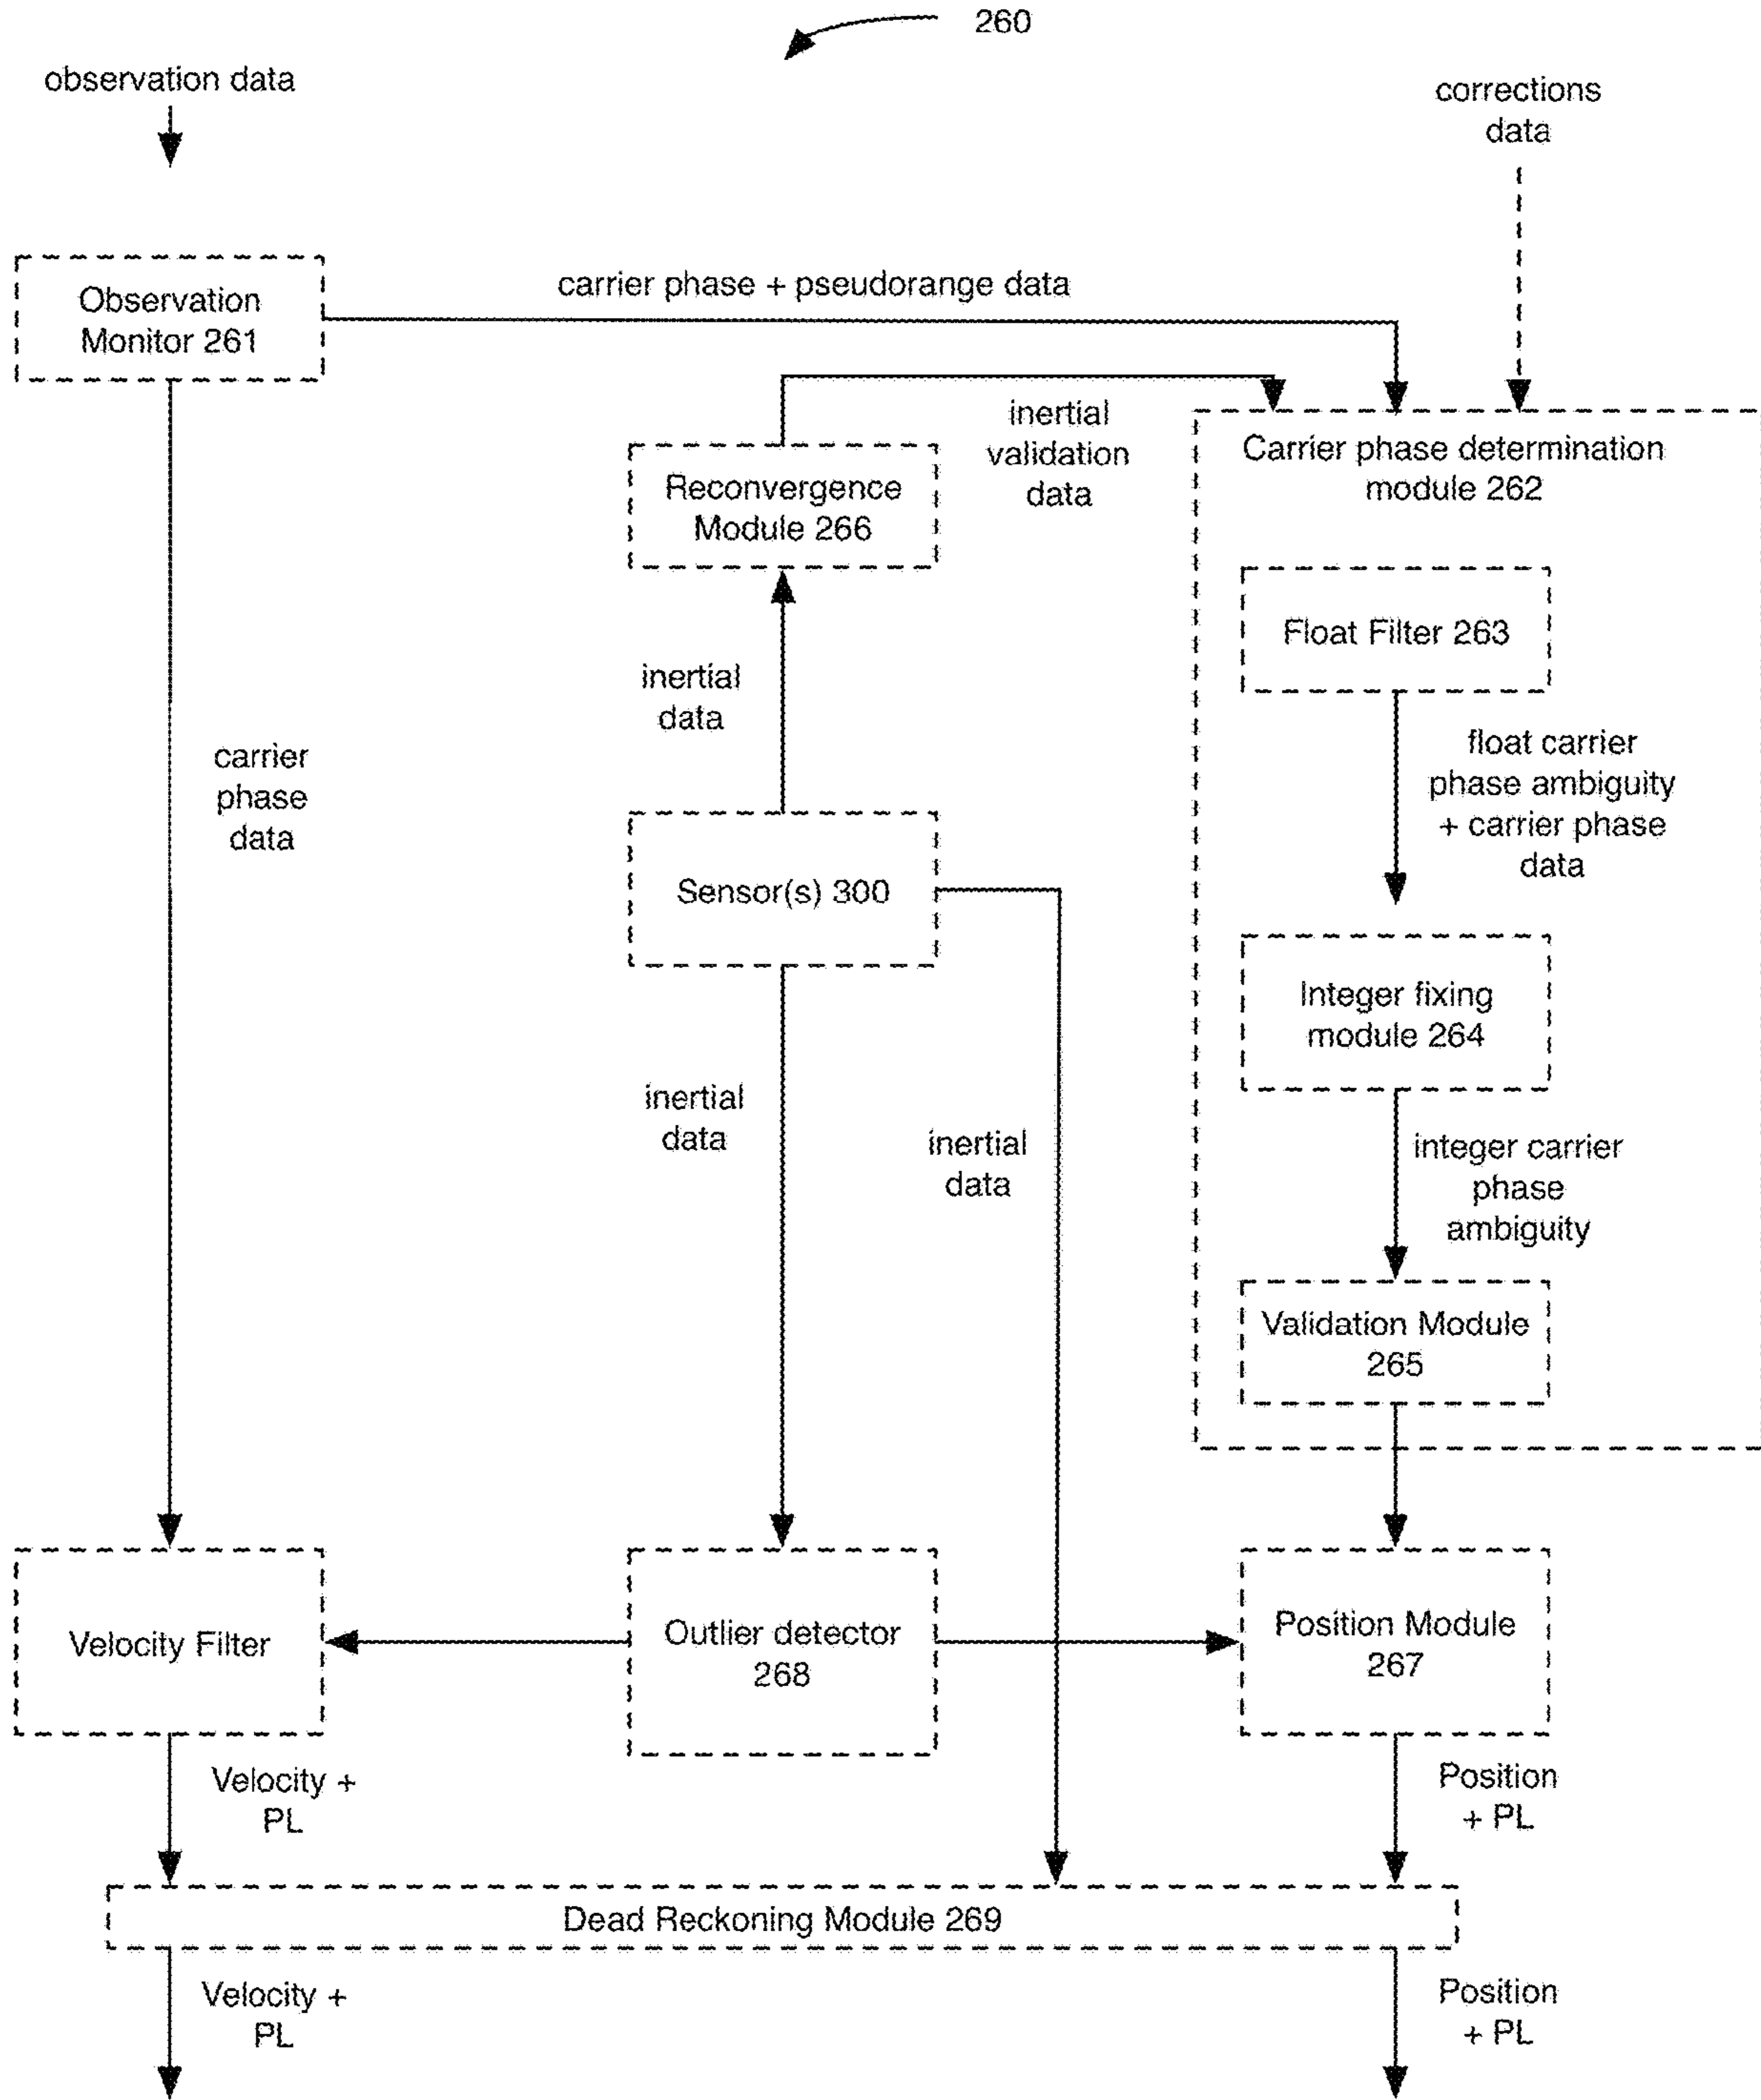 260
observation data
corrections
data
Observation
Monitor 261
carrier phase + pseudorange data
inertial
validation
data
Reconvergence
Module 266
Carrier phase determination
module 262
Float Filter 263
inertial
data
carrier
phase
data
float carrier
phase ambiguity
+ carrier phase
data
Sensor(s) 300
Integer fixing
module 264
inertial
data
inertial
data
integer carrier
phase
ambiguity
Validation Module
265
Velocity Filter
Outlier detector
268
Position Module
267
Velocity +
PL
Position
+ PL
Dead Reckoning Module 269
Velocity +
PL
Position
+ PL